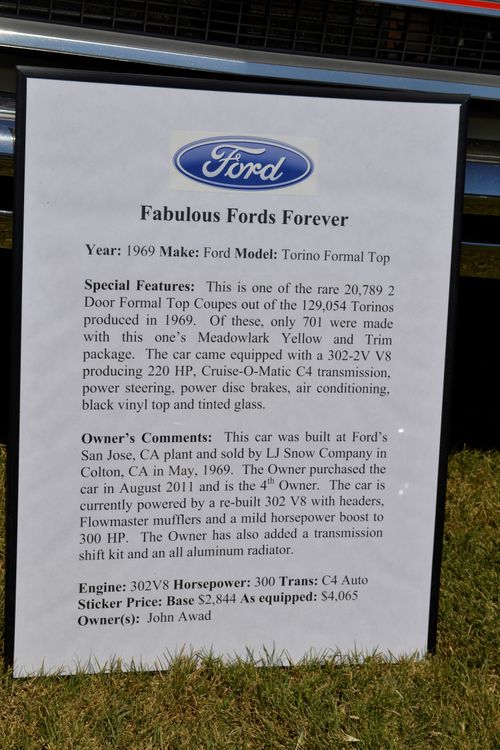 Ford
Fabulous Fords Forever
Year: 1969 Make: Ford Model: Torino Formal Top
Special Features: This is one of the rare 20,789 2
Door Formal Top Coupes out of the 129,054 Torinos
produced in 1969. Of these, only 701 were made
with this one's Meadowlark Yellow and Trim
package. The car came equipped with a 302-2V V8
producing 220 HP, Cruise-O-Matic C4 transmission,
power steering, power disc brakes, air conditioning,
black vinyl top and tinted glass.
Owner's Comments: This car was built at Ford's
San Jose, CA plant and sold by LJ Snow Company in
Colton, CA in May, 1969. The Owner purchased the
car in August 2011 and is the 4th Owner. The car is
currently powered by a re-built 302 V8 with headers,
Flowmaster mufflers and a mild horsepower boost to
300 HP. The Owner has also added a transmission
shift kit and an all aluminum radiator.
Engine: 302V8 Horsepower: 300 Trans: C4 Auto
Sticker Price: Base $2,844 As equipped: $4,065
Owner(s): John Awad